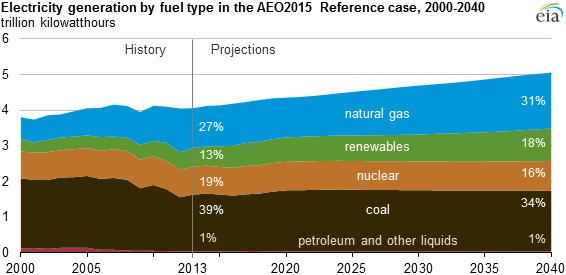 Electricity generation by fuel type in the AEO2015 Reference case, 2000-2040
trillion kilowatthours
eia
6
History
Projections
5
4
natural gas
31%
27%
3
renewables
18%
13%
2
nuclear
16%
19%
coal
34%
39%
1
1%
petroleum and other liquids
1%
0
2000
2005
2013
2020
2025
2030
2035
2040